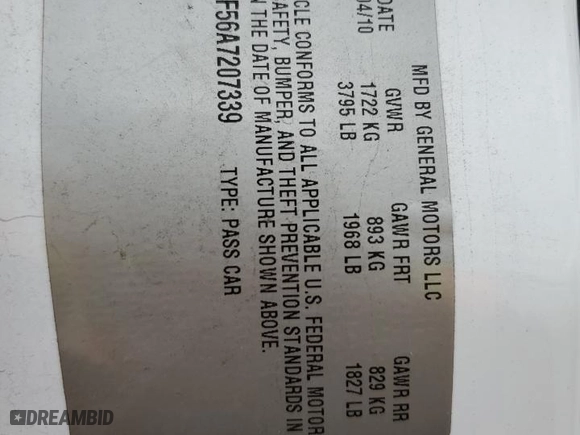 MFD BY GENERAL MOTORS LLC
DATE GVWR GAWR FRT GAWR RR
04/10 1722 KG 893 KG 829 KG
3795 LB 1968 LB 1827 LB
CLE CONFORMS TO ALL APPLICABLE U.S. FEDERAL MOTOR
AFETY, BUMPER, AND THEFT PREVENTION STANDARDS IN
N THE DATE OF MANUFACTURE SHOWN ABOVE.
F56A7207339 TYPE: PASS CAR
DREAMBID